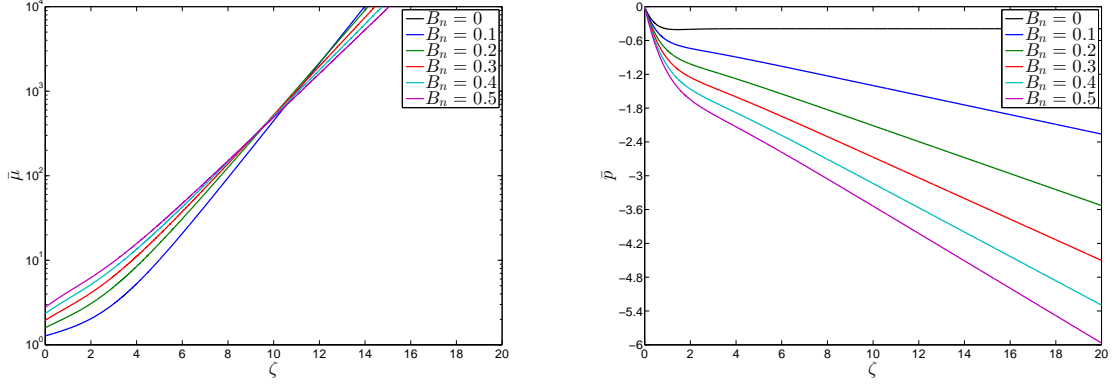 10^4
10^3
10^2
10^1
10^0
μ̄
0 2 4 6 8 10 12 14 16 18 20
ζ
B_n = 0
B_n = 0.1
B_n = 0.2
B_n = 0.3
B_n = 0.4
B_n = 0.5
0
−0.6
−1.2
−1.8
−2.4
−3
−3.6
−4.2
−4.8
−5.4
−6
p̄
0 2 4 6 8 10 12 14 16 18 20
ζ
B_n = 0
B_n = 0.1
B_n = 0.2
B_n = 0.3
B_n = 0.4
B_n = 0.5